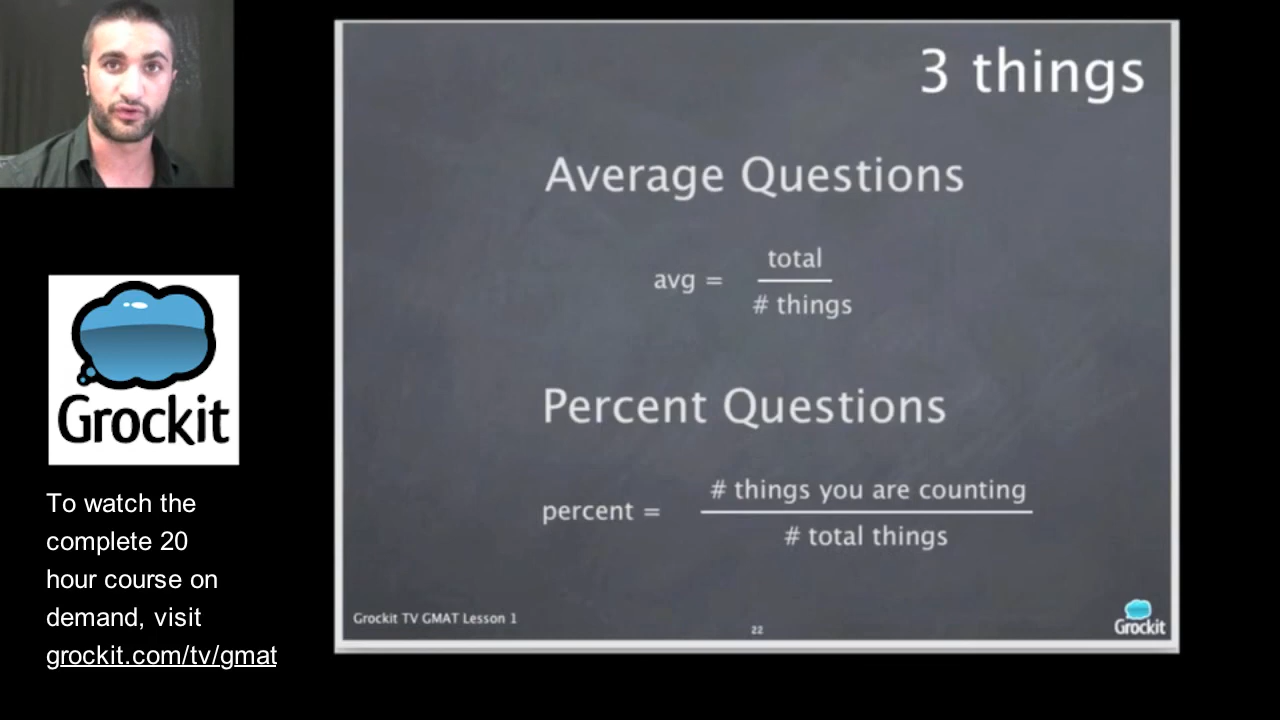 3 things
Average Questions
avg = total
# things
Percent Questions
percent = # things you are counting
# total things
Grockit TV GMAT Lesson 1
22
Grockit
Grockit
To watch the
complete 20
hour course on
demand, visit
grockit.com/tv/gmat